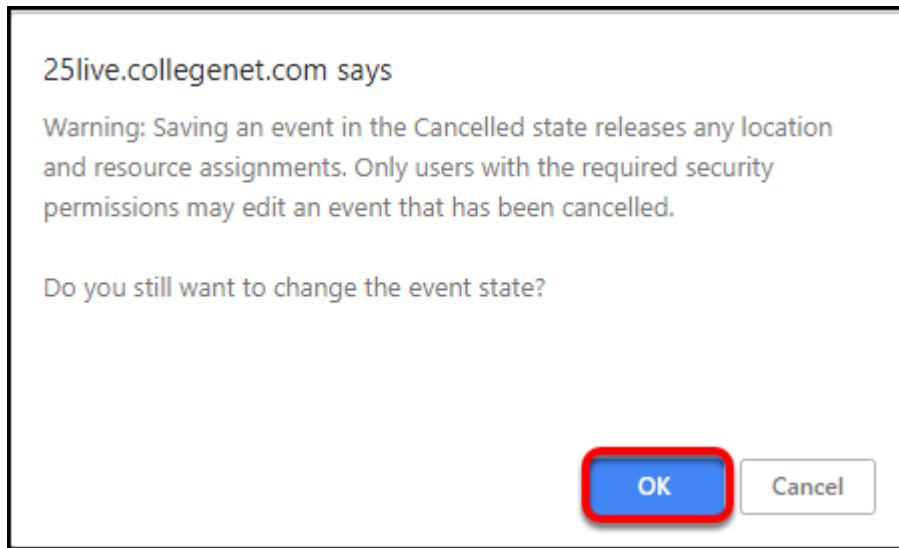 25live.collegenet.com says
Warning: Saving an event in the Cancelled state releases any location
and resource assignments. Only users with the required security
permissions may edit an event that has been cancelled.
Do you still want to change the event state?
OK Cancel